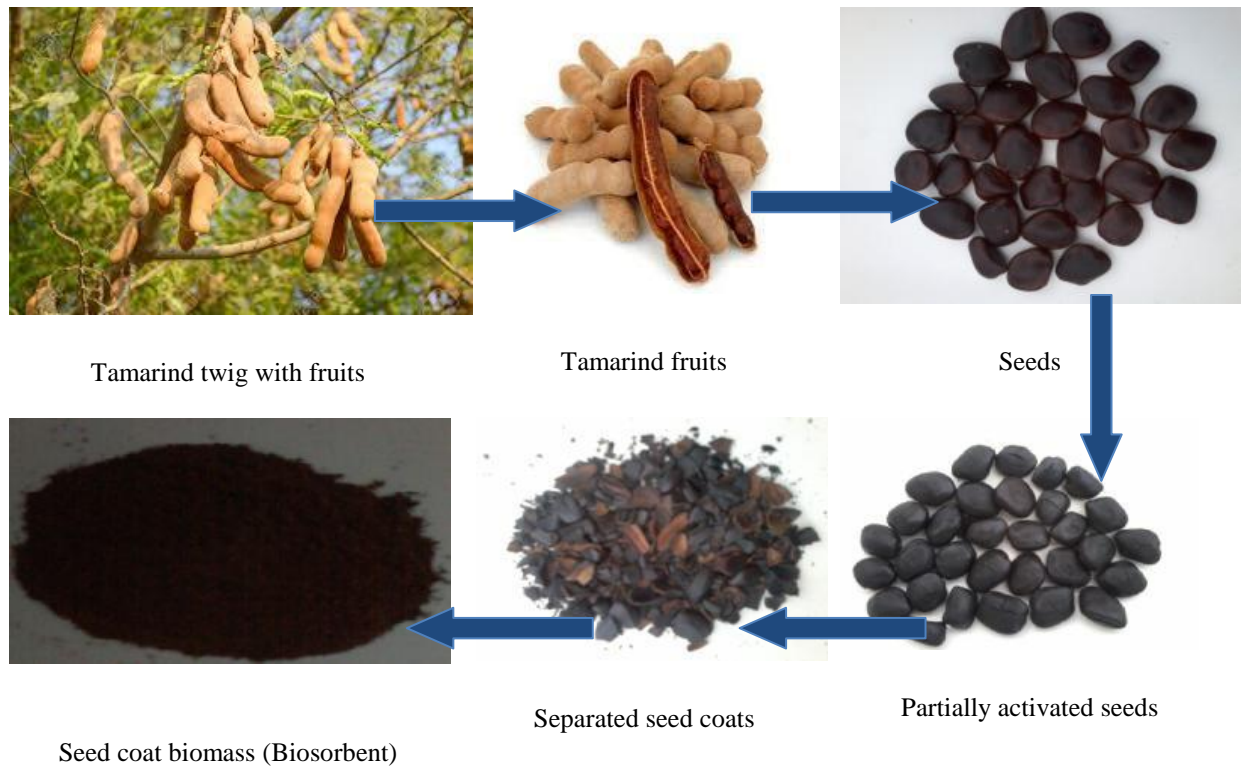 Tamarind twig with fruits
Tamarind fruits
Seeds
Seed coat biomass (Biosorbent)
Separated seed coats
Partially activated seeds